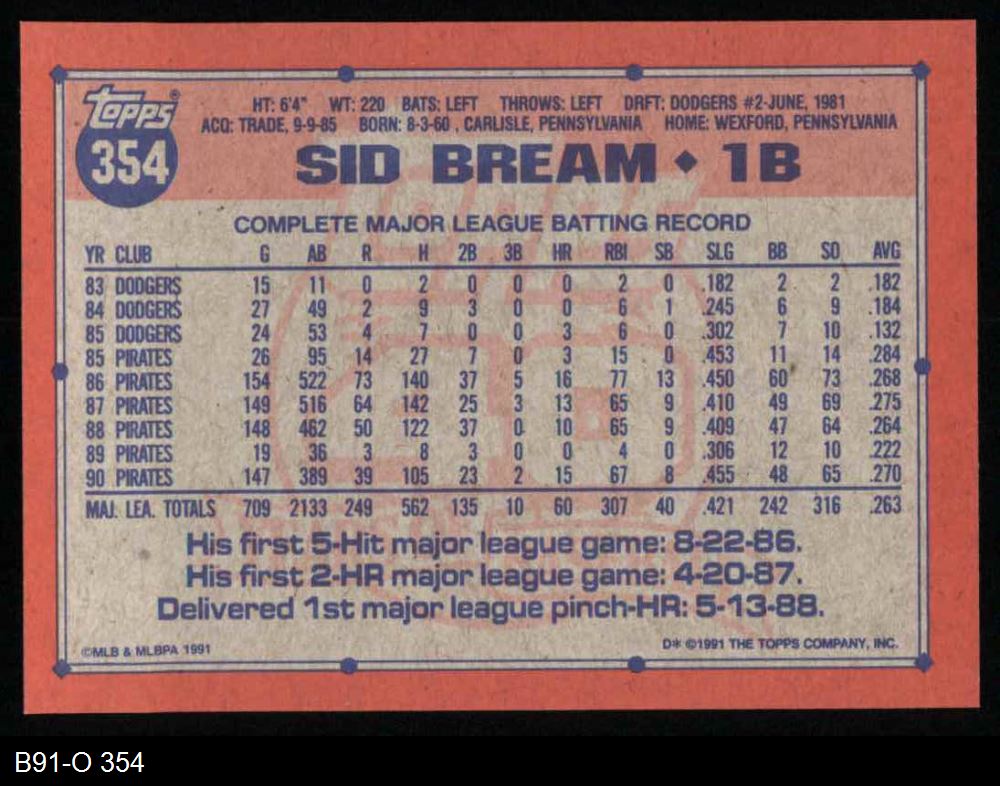 Topps®
354
HT: 6'4" WT: 220 BATS: LEFT THROWS: LEFT DRFT: DODGERS #2-JUNE, 1981
ACQ: TRADE, 9-9-85 BORN: 8-3-60 , CARLISLE, PENNSYLVANIA HOME: WEXFORD, PENNSYLVANIA
SID BREAM ◆ 1B
COMPLETE MAJOR LEAGUE BATTING RECORD
YR CLUB G AB R H 2B 3B HR RBI SB SLG BB SO AVG
83 DODGERS 15 11 0 2 0 0 0 2 0 .182 2 2 .182
84 DODGERS 27 49 2 9 3 0 0 6 1 .245 6 9 .184
85 DODGERS 24 53 4 7 0 0 3 6 0 .302 7 10 .132
85 PIRATES 26 95 14 27 7 0 3 15 0 .453 11 14 .284
86 PIRATES 154 522 73 140 37 5 16 77 13 .450 60 73 .268
87 PIRATES 149 516 64 142 25 3 13 65 9 .410 49 69 .275
88 PIRATES 148 462 50 122 37 0 10 65 9 .409 47 64 .264
89 PIRATES 19 36 3 8 3 0 0 4 0 .306 12 10 .222
90 PIRATES 147 389 39 105 23 2 15 67 8 .455 48 65 .270
MAJ. LEA. TOTALS 709 2133 249 562 135 10 60 307 40 .421 242 316 .263
His first 5-Hit major league game: 8-22-86.
His first 2-HR major league game: 4-20-87.
Delivered 1st major league pinch-HR: 5-13-88.
©MLB & MLBPA 1991
D* ©1991 THE TOPPS COMPANY, INC.
B91-O 354